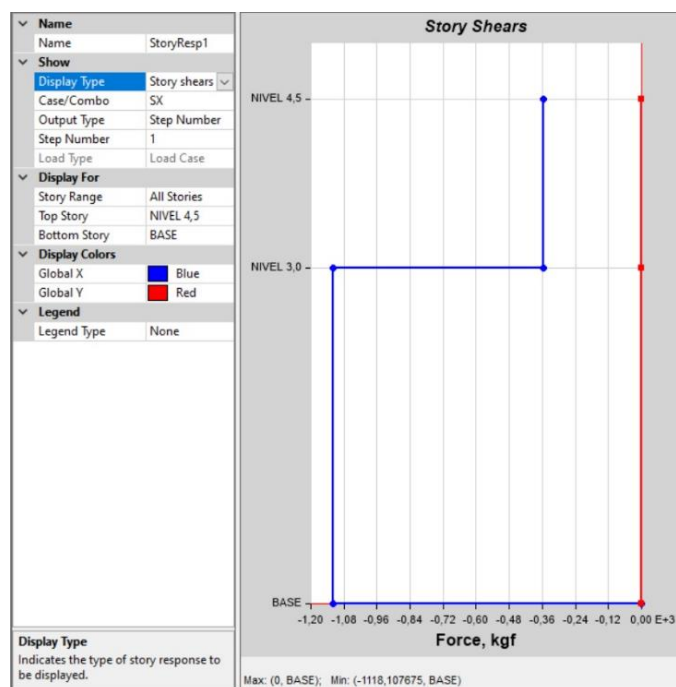 Name
Name StoryResp1
Show
Display Type Story shears
Case/Combo SX
Output Type Step Number
Step Number 1
Load Type Load Case
Display For
Story Range All Stories
Top Story NIVEL 4,5
Bottom Story BASE
Display Colors
Global X Blue
Global Y Red
Legend
Legend Type None
Display Type
Indicates the type of story response to
be displayed.
Story Shears
NIVEL 4,5
NIVEL 3,0
BASE
-1,20 -1,08 -0,96 -0,84 -0,72 -0,60 -0,48 -0,36 -0,24 -0,12 0,00 E+3
Force, kgf
Max: (0, BASE); Min: (-1118,107675, BASE)